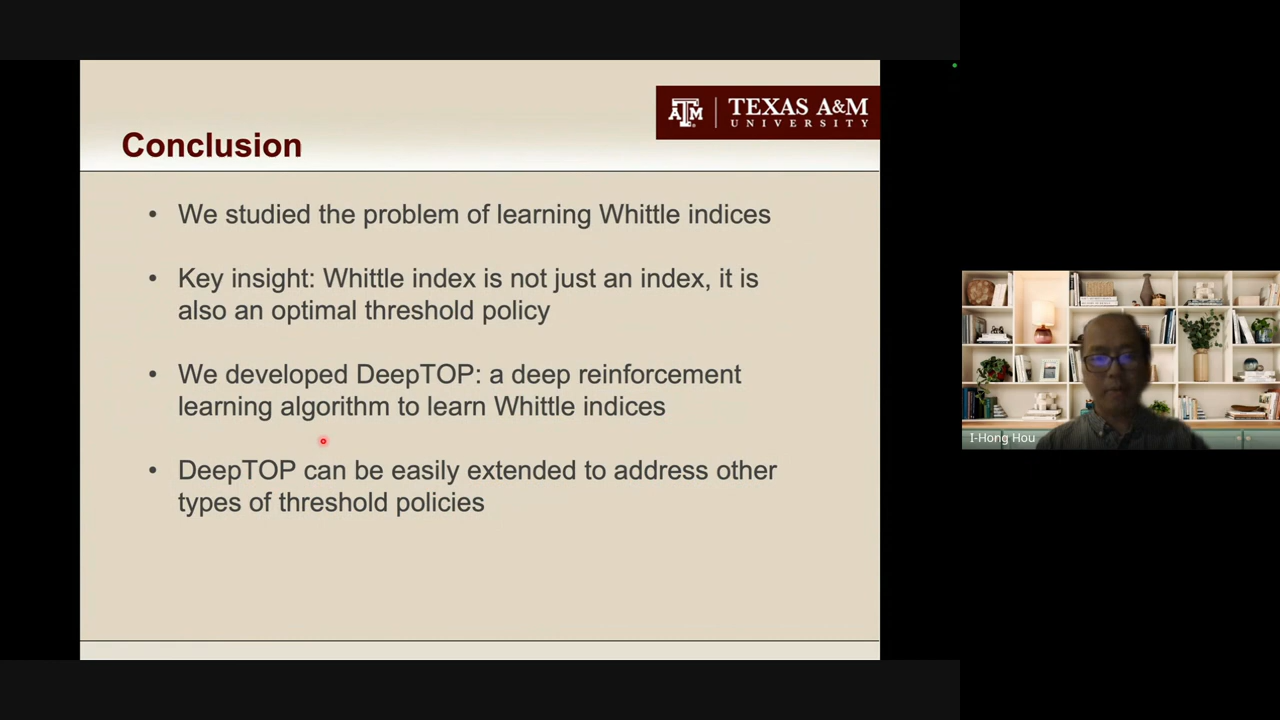 TEXAS A&M
UNIVERSITY
Conclusion
• We studied the problem of learning Whittle indices
• Key insight: Whittle index is not just an index, it is
also an optimal threshold policy
• We developed DeepTOP: a deep reinforcement
learning algorithm to learn Whittle indices
• DeepTOP can be easily extended to address other
types of threshold policies
I-Hong Hou